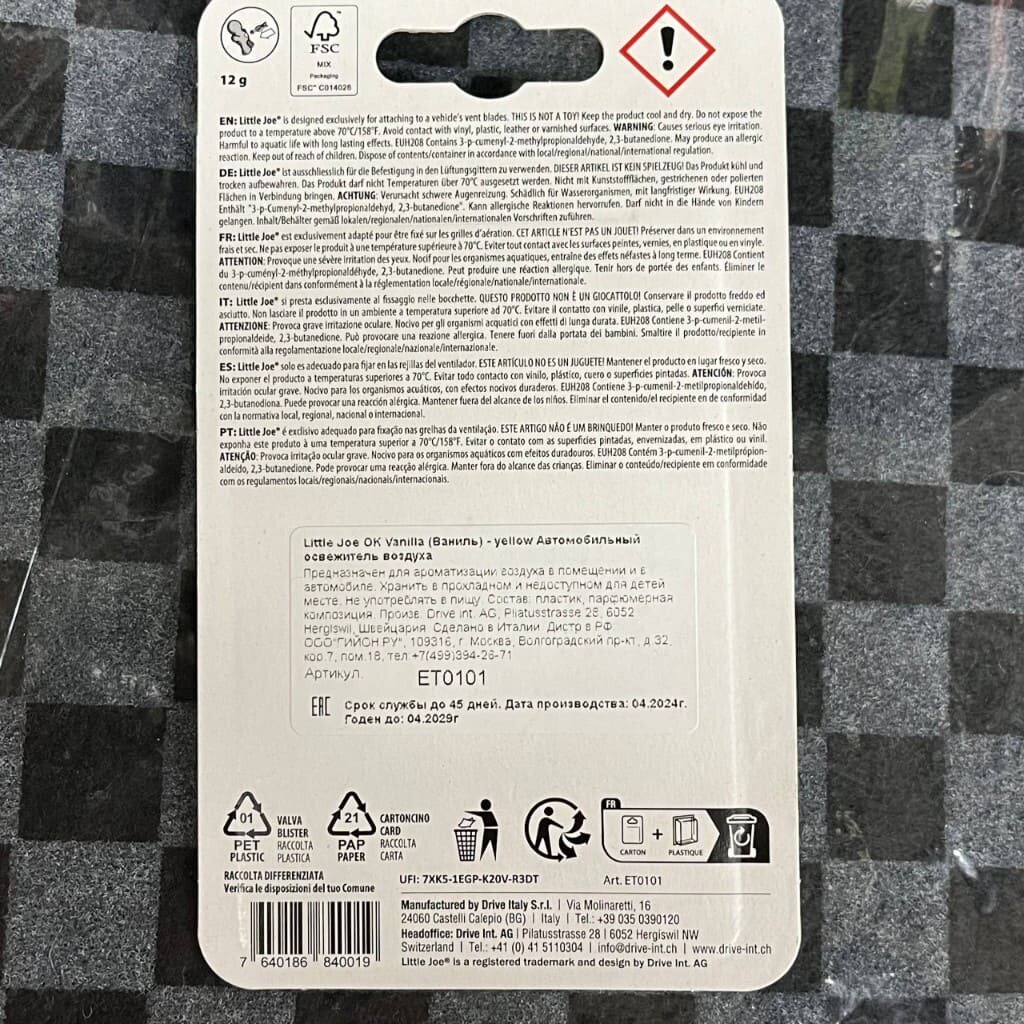 12 g
FSC
MIX
Packaging
FSC™ C014026
EN: Little Joe® is designed exclusively for attaching to a vehicle's vent blades. THIS IS NOT A TOY! Keep the product cool and dry. Do not expose the
product to a temperature above 70°C/158°F. Avoid contact with vinyl, plastic, leather or varnished surfaces. WARNING: Causes serious eye irritation.
Harmful to aquatic life with long lasting effects. EUH208 Contains 3-p-cumenyl-2-methylpropionaldehyde, 2,3-butanedione. May produce an allergic
reaction. Keep out of reach of children. Dispose of contents/container in accordance with local/regional/national/international regulation.
DE: Little Joe® ist ausschliesslich für die Befestigung in den Lüftungsgittern zu verwenden. DIESER ARTIKEL IST KEIN SPIELZEUG! Das Produkt kühl und
trocken aufbewahren. Das Produkt darf nicht Temperaturen über 70°C ausgesetzt werden. Nicht mit Kunststoffflächen, gestrichenen oder polierten
Flächen in Verbindung bringen. ACHTUNG: Verursacht schwere Augenreizung. Schädlich für Wasserorganismen, mit langfristiger Wirkung. EUH208
Enthält "3-p-Cumenyl-2-methylpropionaldehyd, 2,3-butanedione". Kann allergische Reaktionen hervorrufen. Darf nicht in die Hände von Kindern
gelangen. Inhalt/Behälter gemäß lokalen/regionalen/nationalen/internationalen Vorschriften zuführen.
FR: Little Joe® est exclusivement adapté pour être fixé sur les grilles d'aération. CET ARTICLE N'EST PAS UN JOUET! Préserver dans un environnement
frais et sec. Ne pas exposer le produit à une température supérieure à 70°C. Eviter tout contact avec les surfaces peintes, vernies, en plastique ou en vinyle.
ATTENTION: Provoque une sévère irritation des yeux. Nocif pour les organismes aquatiques, entraîne des effets néfastes à long terme. EUH208 Contient
du 3-p-cuményl-2-méthylpropionaldéhyde, 2,3-butanedione. Peut produire une réaction allergique. Tenir hors de portée des enfants. Éliminer le
contenu/récipient dans conformément à la réglementation locale/régionale/nationale/internationale.
IT: Little Joe® si presta esclusivamente al fissaggio nelle bocchette. QUESTO PRODOTTO NON È UN GIOCATTOLO! Conservare il prodotto freddo ed
asciutto. Non lasciare il prodotto in un ambiente a temperatura superiore ad 70°C. Evitare il contatto con vinile, plastica, pelle o superfici verniciate.
ATTENZIONE: Provoca grave irritazione oculare. Nocivo per gli organismi acquatici con effetti di lunga durata. EUH208 Contiene 3-p-cumenil-2-metil-
propionaldeide, 2,3-butanedione. Può provocare una reazione allergica. Tenere fuori dalla portata dei bambini. Smaltire il prodotto/recipiente in
conformità alla regolamentazione locale/regionale/nazionale/internazionale.
ES: Little Joe® solo es adecuado para fijar en las rejillas del ventilador. ESTE ARTÍCULO NO ES UN JUGUETE! Mantener el producto en lugar fresco y seco.
No exponer el producto a temperaturas superiores a 70°C. Evitar todo contacto con vinilo, plástico, cuero o superficies pintadas. ATENCIÓN: Provoca
irritación ocular grave. Nocivo para los organismos acuáticos, con efectos nocivos duraderos. EUH208 Contiene 3-p-cumenil-2-metilpropionaldehído,
2,3-butanodiona. Puede provocar una reacción alérgica. Mantener fuera del alcance de los niños. Eliminar el contenido/el recipiente en de conformidad
con la normativa local, regional, nacional o internacional.
PT: Little Joe® é exclusivo adequado para fixação nas grelhas da ventilação. ESTE ARTIGO NÃO É UM BRINQUEDO! Manter o produto fresco e seco. Não
exponha este produto à uma temperatura superior a 70°C/158°F. Evitar o contato com as superfícies pintadas, envernizadas, em plástico ou vinil.
ATENÇÃO: Provoca irritação ocular grave. Nocivo para os organismos aquáticos com efeitos duradouros. EUH208 Contém 3-p-cumenil-2-metilprópion-
aldeído, 2,3-butanedione. Pode provocar uma reacção alérgica. Manter fora do alcance das crianças. Eliminar o conteúdo/recipiente em conformidade
com os regulamentos locais/regionais/nacionais/internacionais.
Little Joe OK Vanilla (Ваниль) - yellow Автомобильный
освежитель воздуха
Предназначен для ароматизации воздуха в помещении и в
автомобиле. Хранить в прохладном и недоступном для детей
месте. Не употреблять в пищу. Состав: пластик, парфюмерная
композиция. Произв. Drive int. AG, Pliatusstrasse 28, 6052
Hergiswil, Швейцария. Сделано в Италии. Дистр в РФ:
ООО"ГИЙОН.РУ", 109316, г. Москва, Волгоградский пр-кт, д.32,
кор.7, пом.18, тел:+7(499)394-26-71
Артикул: ET0101
EAC Срок службы до 45 дней. Дата производства: 04.2024г.
Годен до: 04.2029г
01
PET
PLASTIC
VALVA
BLISTER
RACCOLTA
PLASTICA
21
PAP
PAPER
CARTONCINO
CARD
RACCOLTA
CARTA
FR
CARTON + PLASTIQUE
RACCOLTA DIFFERENZIATA
Verifica le disposizioni del tuo Comune
UFI: 7XK5-1EGP-K20V-R3DT
Art. ET0101
Manufactured by Drive Italy S.r.l. | Via Molinaretti, 16
24060 Castelli Calepio (BG) | Italy | Tel.: +39 035 0390120
Headoffice: Drive Int. AG | Pilatusstrasse 28 | 6052 Hergiswil NW
Switzerland | Tel.: +41 (0) 41 5110304 | info@drive-int.ch | www.drive-int.ch
Little Joe® is a registered trademark and design by Drive Int. AG
7 640186 840019